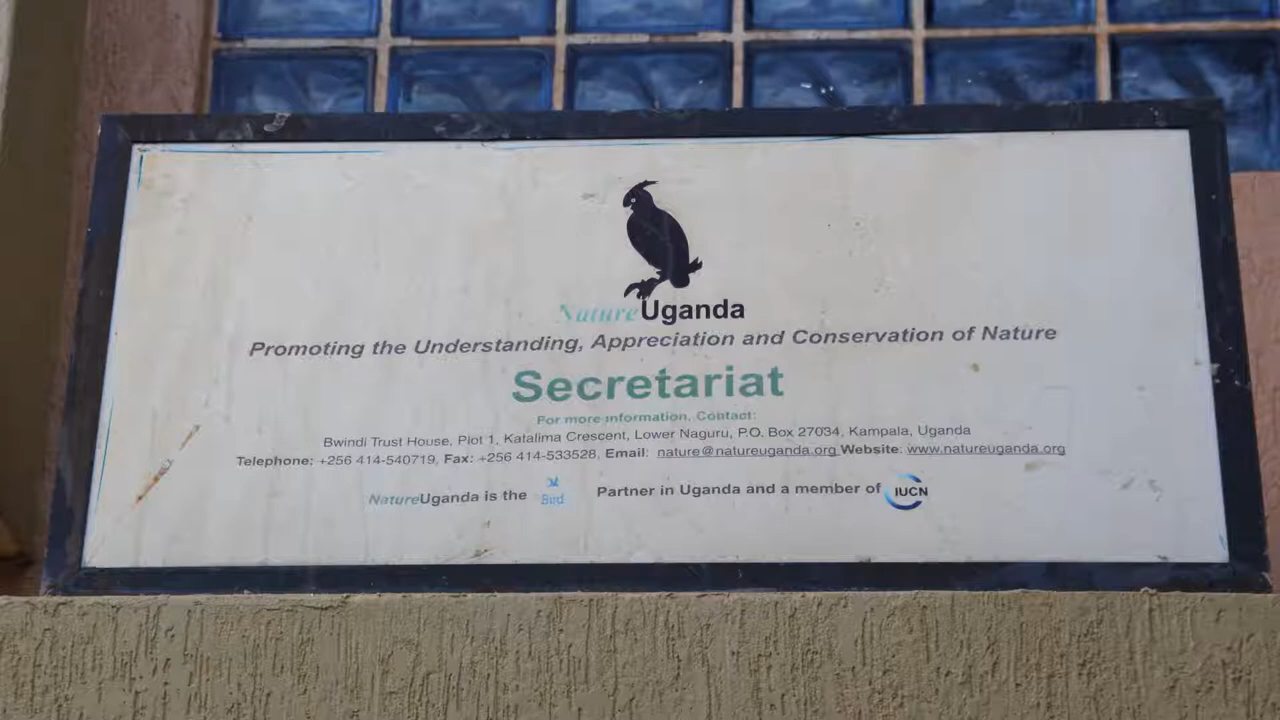 NatureUganda
Promoting the Understanding, Appreciation and Conservation of Nature
Secretariat
For more information, Contact:
Bwindi Trust House, Plot 1, Katalima Crescent, Lower Naguru, P.O. Box 27034, Kampala, Uganda
Telephone: +256 414-540719, Fax: +256 414-533528, Email: nature@natureuganda.org Website: www.natureuganda.org
NatureUganda is the Bird Partner in Uganda and a member of IUCN